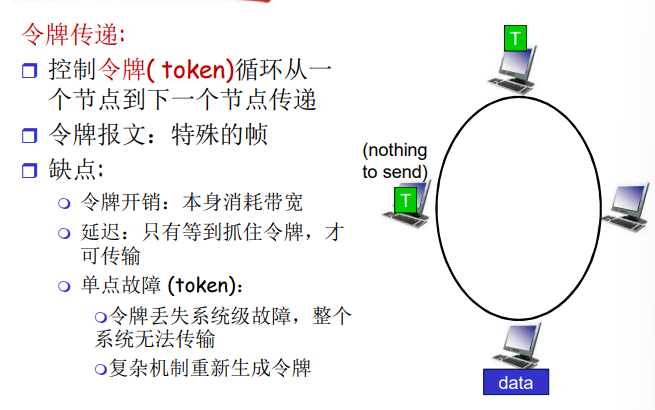 令牌传递:
控制令牌( token)循环从一
个节点到下一个节点传递
令牌报文：特殊的帧
缺点:
令牌开销：本身消耗带宽
延迟：只有等到抓住令牌，才
可传输
单点故障 (token)：
令牌丢失系统级故障，整个
系统无法传输
复杂机制重新生成令牌
T
(nothing
to send)
T
data